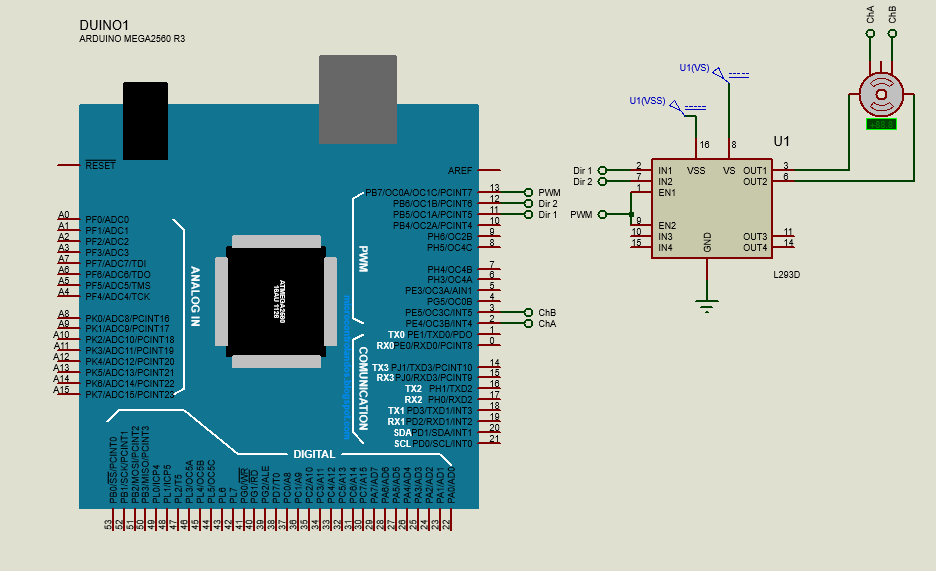 DUINO1
ARDUINO MEGA2560 R3
RESET
AREF
A0 PF0/ADC0
A1 PF1/ADC1
A2 PF2/ADC2
A3 PF3/ADC3
A7 PF7/ADC7/TDI
A6 PF6/ADC6/TDO
A5 PF5/ADC5/TMS
A4 PF4/ADC4/TCK
A8 PK0/ADC8/PCINT16
A9 PK1/ADC9/PCINT17
A10 PK2/ADC10/PCINT18
A11 PK3/ADC11/PCINT19
A12 PK4/ADC12/PCINT20
A13 PK5/ADC13/PCINT21
A14 PK6/ADC14/PCINT22
A15 PK7/ADC15/PCINT23
ANALOG IN
ATMEGA2560
16AU 1126
microcontrolandos.blogspot.com
PWM
COMUNICATION
PB7/OC0A/OC1C/PCINT7 13 PWM
PB6/OC1B/PCINT6 12 Dir 2
PB5/OC1A/PCINT5 11 Dir 1
PB4/OC2A/PCINT4 10
PH6/OC2B 9
PH5/OC4C 8
PH4/OC4B 7
PH3/OC4A 6
PE3/OC3A/AIN1 5
PG5/OC0B 4
PE5/OC3C/INT5 3 ChB
PE4/OC3B/INT4 2 ChA
TX0 PE1/TXD0/PDO 1
RX0 PE0/RXD0/PCINT8 0
TX3 PJ1/TXD3/PCINT10 14
RX3 PJ0/RXD3/PCINT9 15
TX2 PH1/TXD2 16
RX2 PH0/RXD2 17
TX1 PD3/TXD1/INT3 18
RX1 PD2/RXD1/INT2 19
SDA PD1/SDA/INT1 20
SCL PD0/SCL/INT0 21
DIGITAL
PB0/SS/PCINT0 53
PB1/SCK/PCINT1 52
PB2/MOSI/PCINT2 51
PB3/MISO/PCINT3 50
PL0/ICP4 49
PL1/ICP5 48
PL2/T5 47
PL3/OC5A 46
PL4/OC5B 45
PL5/OC5C 44
PL6 43
PL7 42
PG0/WR 41
PG1/RD 40
PG2/ALE 39
PD7/T0 38
PC0/A8 37
PC1/A9 36
PC2/A10 35
PC3/A11 34
PC4/A12 33
PC5/A13 32
PC6/A14 31
PC7/A15 30
PA7/AD7 29
PA6/AD6 28
PA5/AD5 27
PA4/AD4 26
PA3/AD3 25
PA2/AD2 24
PA1/AD1 23
PA0/AD0 22
ChA
ChB
U1(VS)
U1(VSS)
U1
16 8
VSS VS
Dir 1 2 IN1 OUT1 3
Dir 2 7 IN2 OUT2 6
1 EN1
PWM
9 EN2
10 IN3 OUT3 11
15 IN4 OUT4 14
GND
L293D